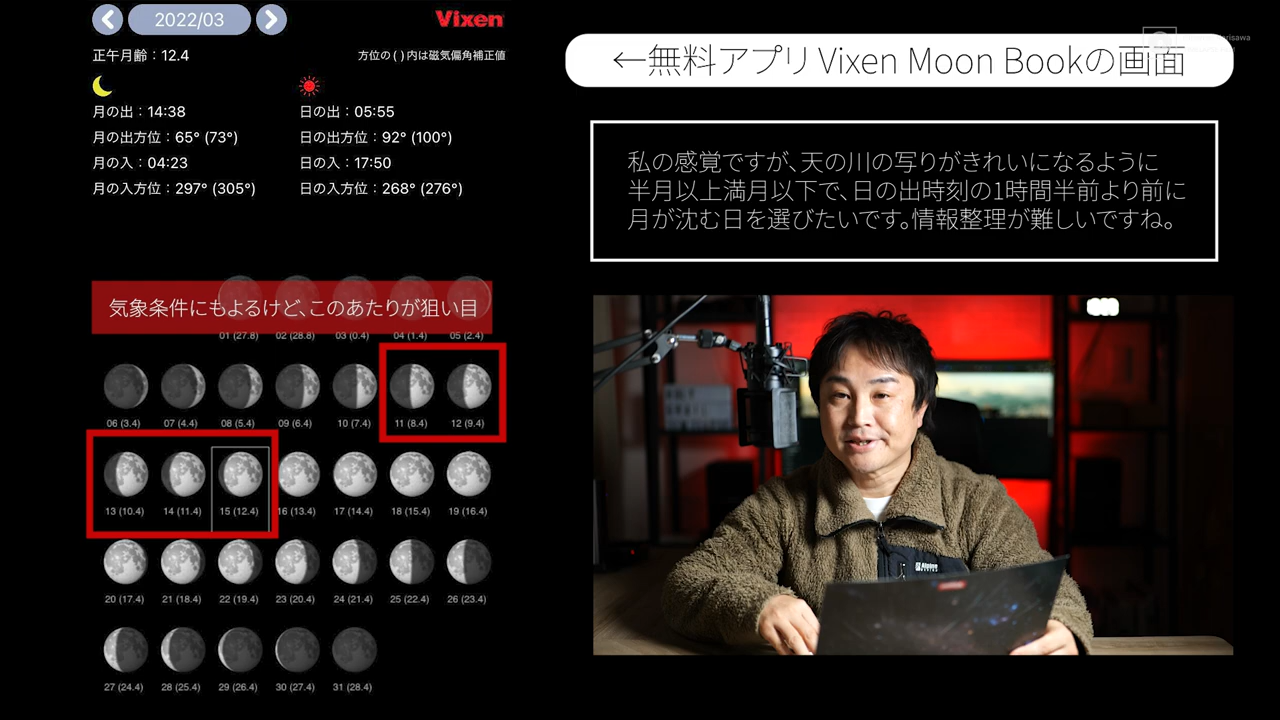 2022/03
Vixen
正午月齢：12.4
方位の( )内は磁気偏角補正値
月の出：14:38
月の出方位：65° (73°)
月の入：04:23
月の入方位：297° (305°)
日の出：05:55
日の出方位：92° (100°)
日の入：17:50
日の入方位：268° (276°)
気象条件にもよるけど、このあたりが狙い目
01 (27.8) 02 (28.8) 03 (0.4) 04 (1.4) 05 (2.4)
06 (3.4) 07 (4.4) 08 (5.4) 09 (6.4) 10 (7.4) 11 (8.4) 12 (9.4)
13 (10.4) 14 (11.4) 15 (12.4) 16 (13.4) 17 (14.4) 18 (15.4) 19 (16.4)
20 (17.4) 21 (18.4) 22 (19.4) 23 (20.4) 24 (21.4) 25 (22.4) 26 (23.4)
27 (24.4) 28 (25.4) 29 (26.4) 30 (27.4) 31 (28.4)
←無料アプリ Vixen Moon Bookの画面
私の感覚ですが、天の川の写りがきれいになるように
半月以上満月以下で、日の出時刻の1時間半前より前に
月が沈む日を選びたいです。情報整理が難しいですね。